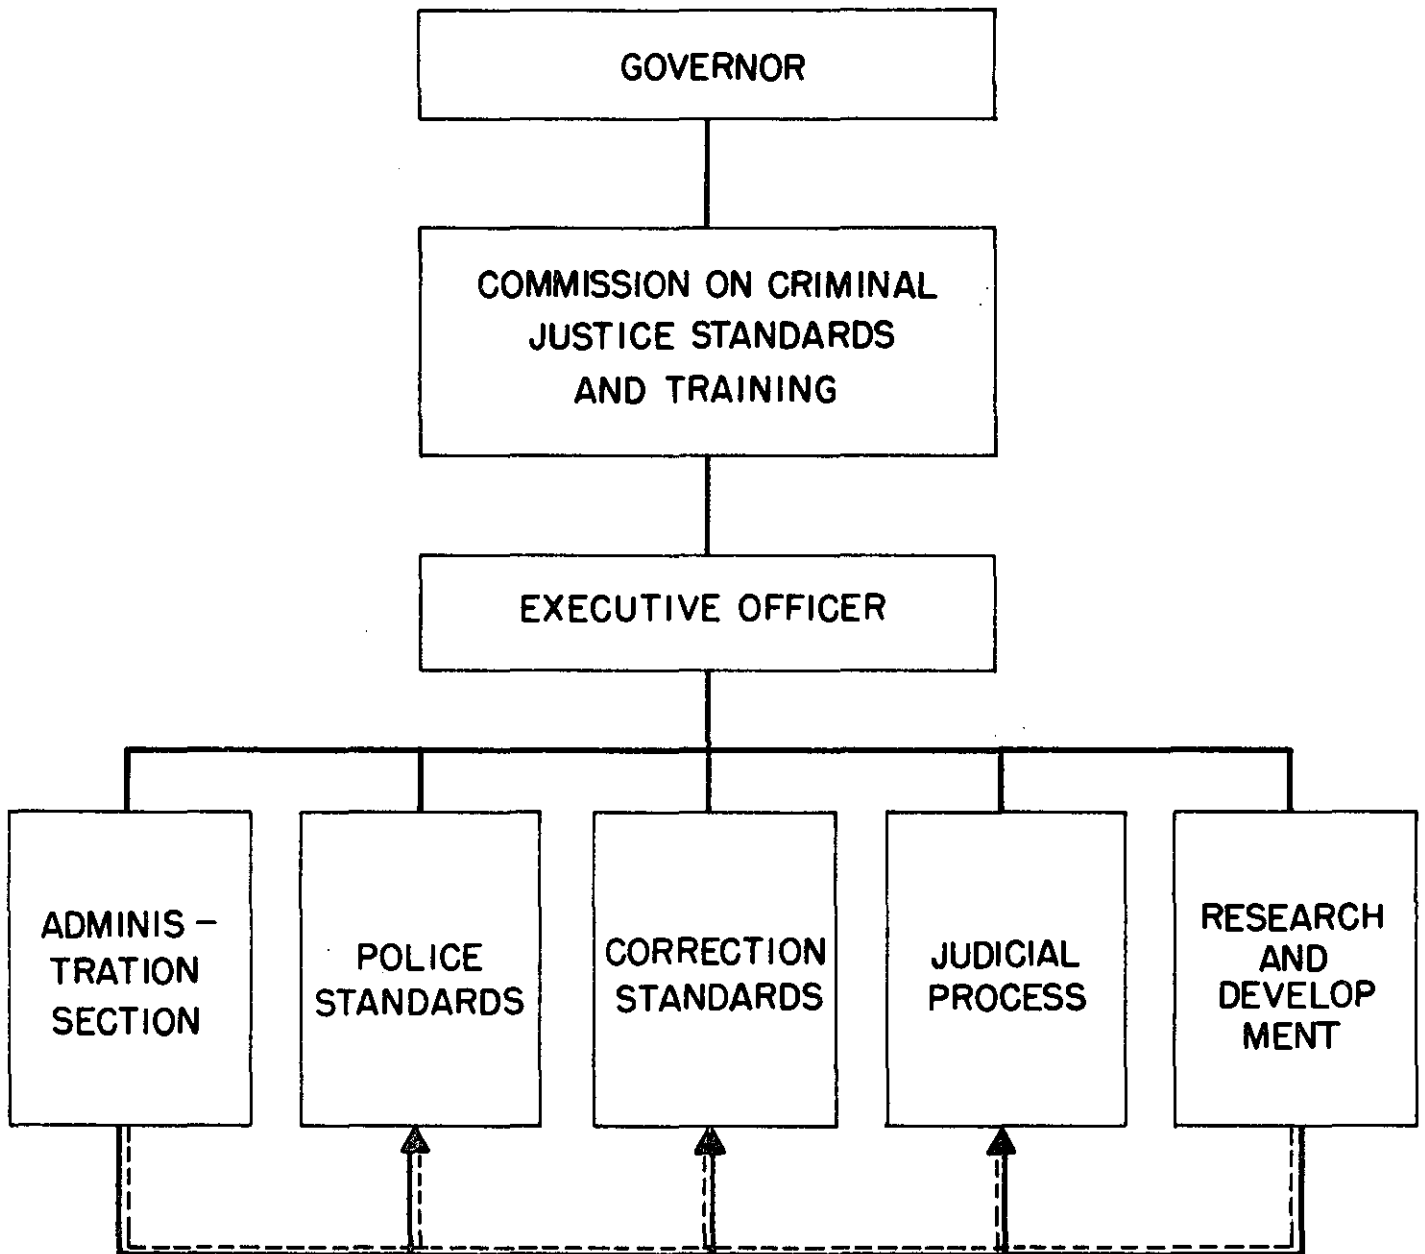 GOVERNOR
COMMISSION ON CRIMINAL
JUSTICE STANDARDS
AND TRAINING
EXECUTIVE OFFICER
ADMINIS –
TRATION
SECTION
POLICE
STANDARDS
CORRECTION
STANDARDS
JUDICIAL
PROCESS
RESEARCH
AND
DEVELOP
MENT